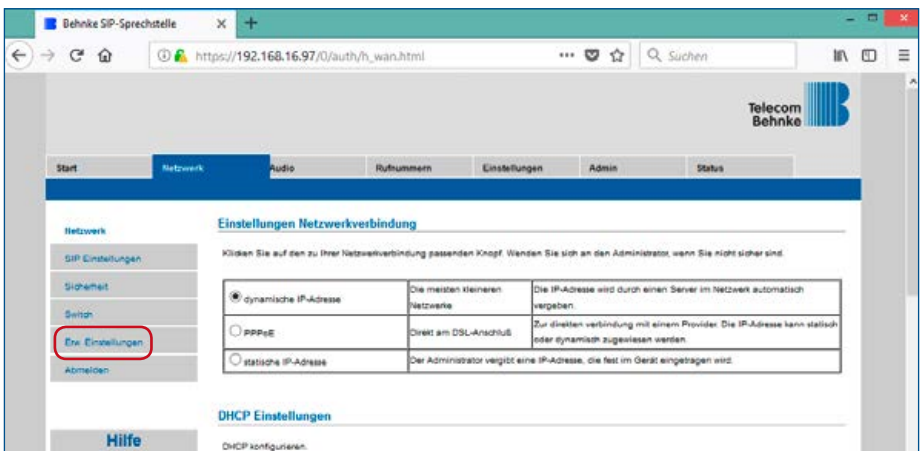 Behnke SIP-Sprechstelle
https://192.168.16.97/0/auth/h_wan.html
Suchen
Telecom
Behnke
Start Netzwerk Audio Rufnummern Einstellungen Admin Status
Netzwerk
SIP Einstellungen
Sicherheit
Switch
Erw. Einstellungen
Abmelden
Hilfe
Einstellungen Netzwerkverbindung
Klicken Sie auf den zu Ihrer Netzwerkverbindung passenden Knopf. Wenden Sie sich an den Administrator, wenn Sie nicht sicher sind.
dynamische IP-Adresse Die meisten kleineren Netzwerke Die IP-Adresse wird durch einen Server im Netzwerk automatisch vergeben.
PPPoE Direkt am DSL-Anschluß Zur direkten verbindung mit einem Provider. Die IP-Adresse kann statisch oder dynamisch zugewiesen werden.
statische IP-Adresse Der Administrator vergibt eine IP-Adresse, die fest im Gerät eingetragen wird.
DHCP Einstellungen
DHCP konfigurieren.